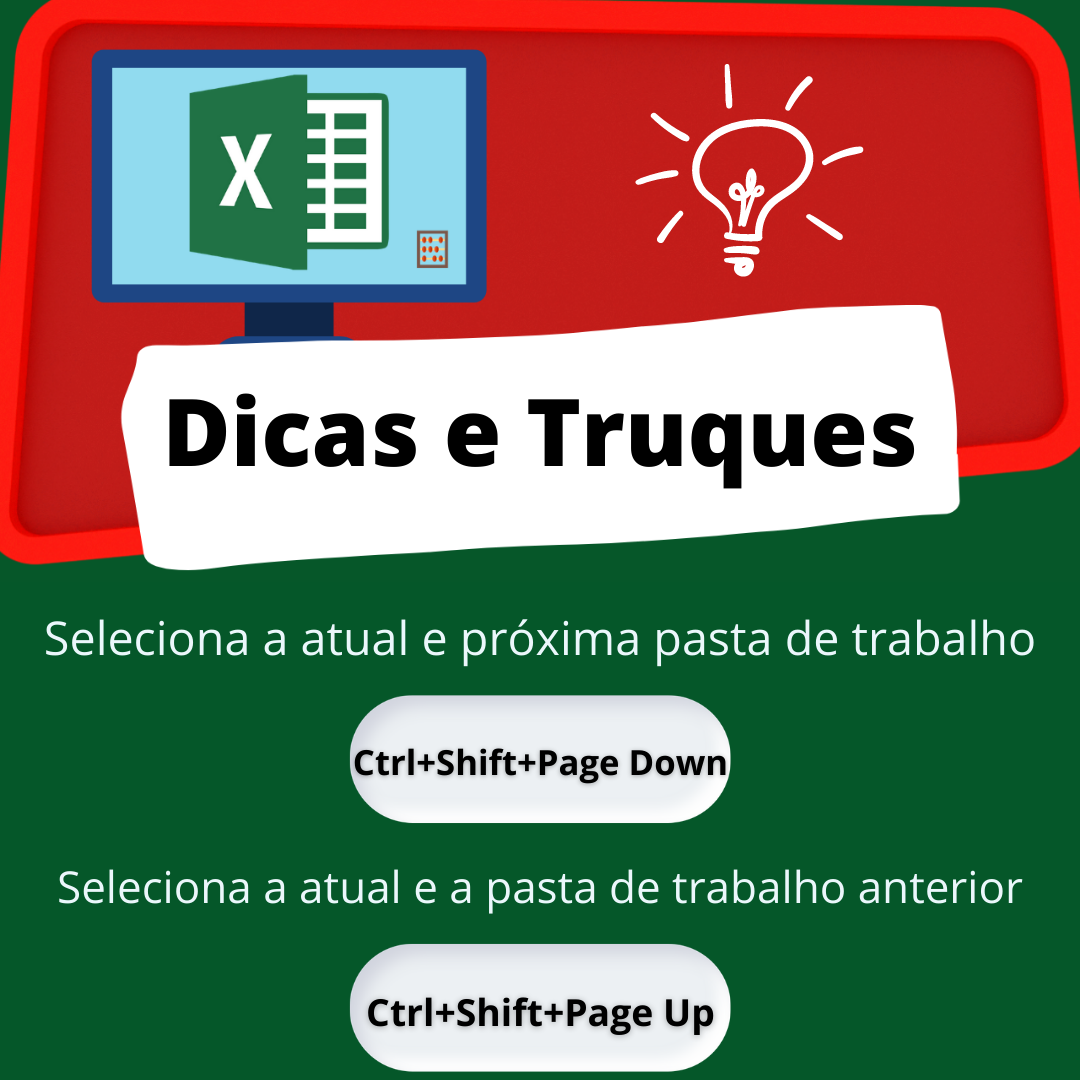 X
Dicas e Truques
Seleciona a atual e próxima pasta de trabalho
Ctrl+Shift+Page Down
Seleciona a atual e a pasta de trabalho anterior
Ctrl+Shift+Page Up